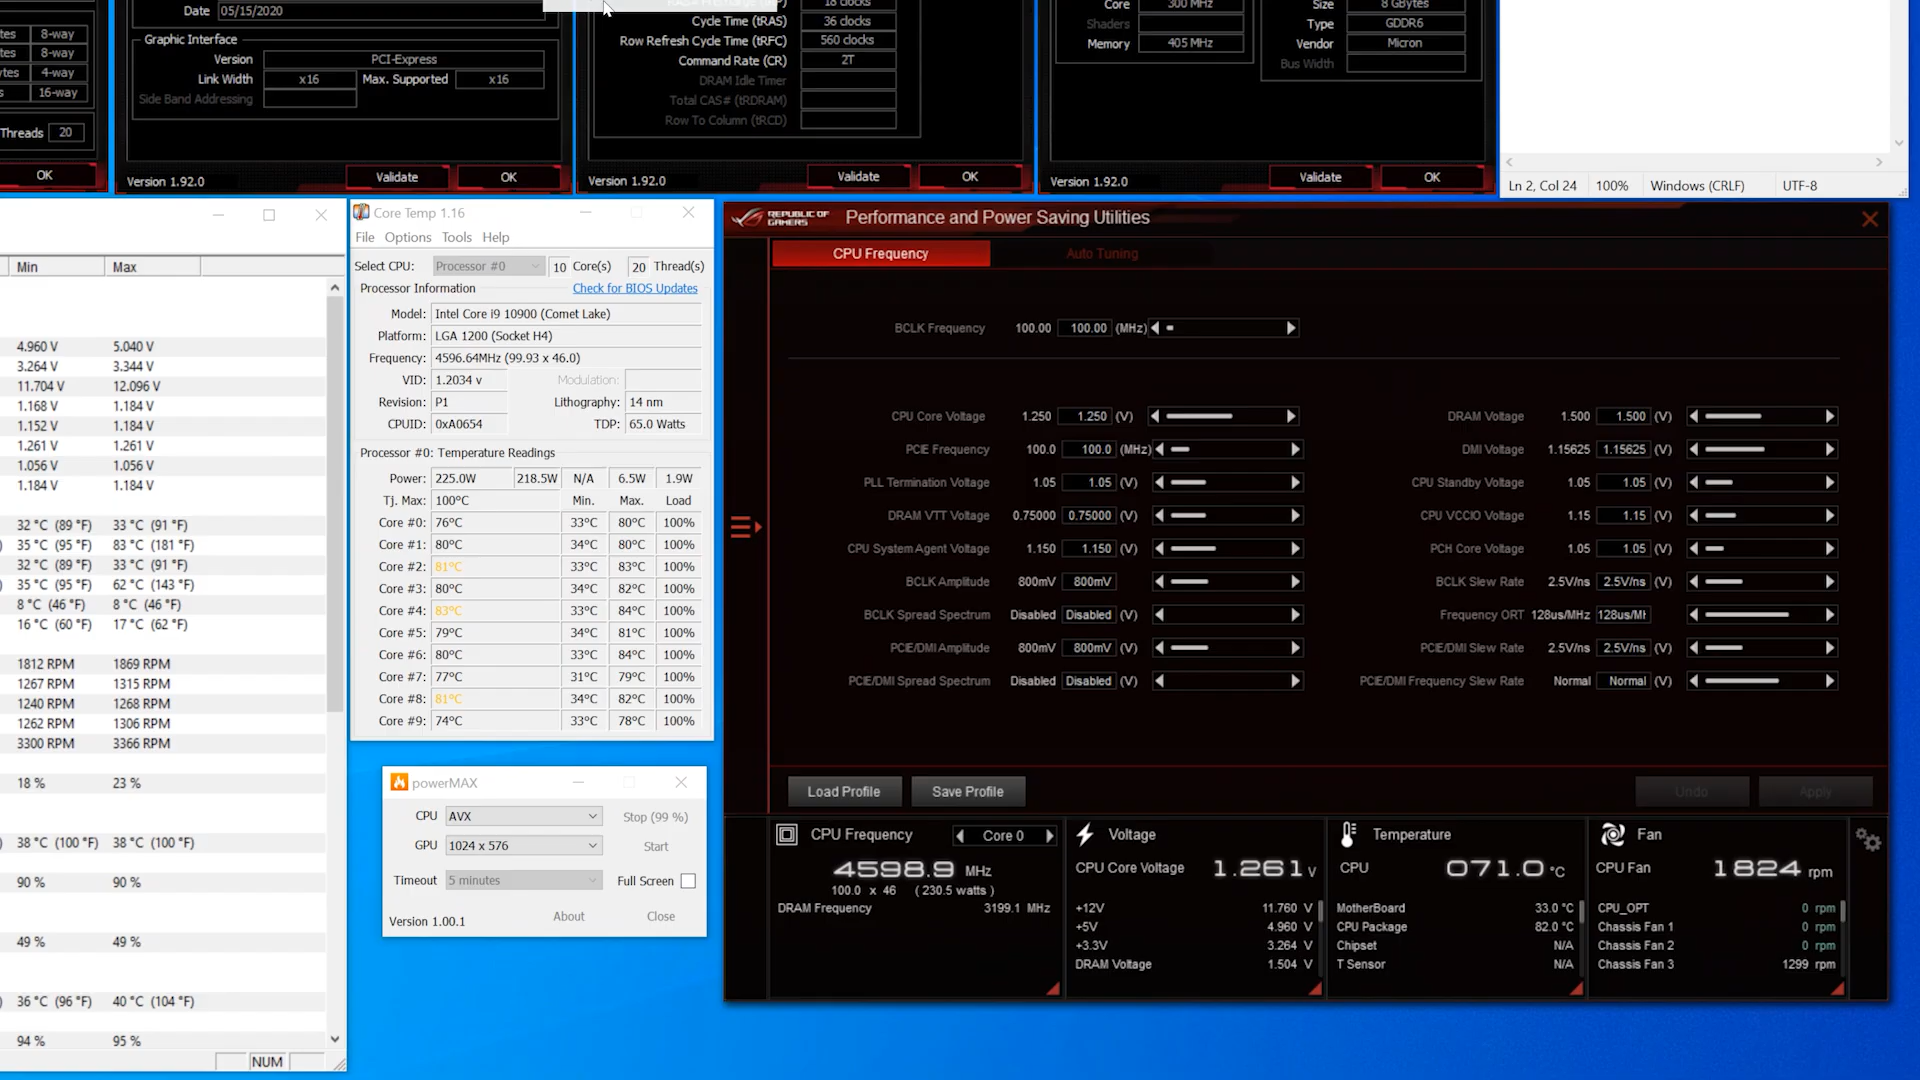 Date 05/15/2020
Graphic Interface
Version PCI-Express
Link Width x16 Max. Supported x16
Side Band Addressing
8-way
8-way
4-way
16-way
Threads 20
OK
Version 1.92.0 Validate OK
18 clocks
Cycle Time (tRAS) 36 clocks
Row Refresh Cycle Time (tRFC) 560 clocks
Command Rate (CR) 2T
DRAM Idle Timer
Total CAS# (tRDRAM)
Row To Column (tRCD)
Version 1.92.0 Validate OK
Core 300 MHz
Shaders
Memory 405 MHz
Size 8 GBytes
Type GDDR6
Vendor Micron
Bus Width
Version 1.92.0 Validate OK
Ln 2, Col 24 100% Windows (CRLF) UTF-8
Min Max
4.960 V 5.040 V
3.264 V 3.344 V
11.704 V 12.096 V
1.168 V 1.184 V
1.152 V 1.184 V
1.261 V 1.261 V
1.056 V 1.056 V
1.184 V 1.184 V
32 °C (89 °F) 33 °C (91 °F)
35 °C (95 °F) 83 °C (181 °F)
32 °C (89 °F) 33 °C (91 °F)
35 °C (95 °F) 62 °C (143 °F)
8 °C (46 °F) 8 °C (46 °F)
16 °C (60 °F) 17 °C (62 °F)
1812 RPM 1869 RPM
1267 RPM 1315 RPM
1240 RPM 1268 RPM
1262 RPM 1306 RPM
3300 RPM 3366 RPM
18 % 23 %
38 °C (100 °F) 38 °C (100 °F)
90 % 90 %
49 % 49 %
36 °C (96 °F) 40 °C (104 °F)
94 % 95 %
NUM
Core Temp 1.16
File Options Tools Help
Select CPU: Processor #0 10 Core(s) 20 Thread(s)
Processor Information Check for BIOS Updates
Model: Intel Core i9 10900 (Comet Lake)
Platform: LGA 1200 (Socket H4)
Frequency: 4596.64MHz (99.93 x 46.0)
VID: 1.2034 v Modulation:
Revision: P1 Lithography: 14 nm
CPUID: 0xA0654 TDP: 65.0 Watts
Processor #0: Temperature Readings
Power: 225.0W 218.5W N/A 6.5W 1.9W
Tj. Max: 100°C Min. Max. Load
Core #0: 76°C 33°C 80°C 100%
Core #1: 80°C 34°C 80°C 100%
Core #2: 81°C 33°C 83°C 100%
Core #3: 80°C 34°C 82°C 100%
Core #4: 83°C 33°C 84°C 100%
Core #5: 79°C 34°C 81°C 100%
Core #6: 80°C 33°C 84°C 100%
Core #7: 77°C 31°C 79°C 100%
Core #8: 81°C 34°C 82°C 100%
Core #9: 74°C 33°C 78°C 100%
powerMAX
CPU AVX Stop (99 %)
GPU 1024 x 576 Start
Timeout 5 minutes Full Screen
Version 1.00.1 About Close
REPUBLIC OF GAMERS Performance and Power Saving Utilities
CPU Frequency Auto Tuning
BCLK Frequency 100.00 100.00 (MHz)
CPU Core Voltage 1.250 1.250 (V)
PCIE Frequency 100.0 100.0 (MHz)
PLL Termination Voltage 1.05 1.05 (V)
DRAM VTT Voltage 0.75000 0.75000 (V)
CPU System Agent Voltage 1.150 1.150 (V)
BCLK Amplitude 800mV 800mV
BCLK Spread Spectrum Disabled Disabled (V)
PCIE/DMI Amplitude 800mV 800mV (V)
PCIE/DMI Spread Spectrum Disabled Disabled (V)
DRAM Voltage 1.500 1.500 (V)
DMI Voltage 1.15625 1.15625 (V)
CPU Standby Voltage 1.05 1.05 (V)
CPU VCCIO Voltage 1.15 1.15 (V)
PCH Core Voltage 1.05 1.05 (V)
BCLK Slew Rate 2.5V/ns 2.5V/ns (V)
Frequency ORT 128us/MHz 128us/MH
PCIE/DMI Slew Rate 2.5V/ns 2.5V/ns (V)
PCIE/DMI Frequency Slew Rate Normal Normal (V)
Load Profile Save Profile Undo Apply
CPU Frequency Core 0
4598.9 MHz
100.0 x 46 ( 230.5 watts )
DRAM Frequency 3199.1 MHz
Voltage
CPU Core Voltage 1.261 V
+12V 11.760 V
+5V 4.960 V
+3.3V 3.264 V
DRAM Voltage 1.504 V
Temperature
CPU 071.0 °C
MotherBoard 33.0 °C
CPU Package 82.0 °C
Chipset N/A
T Sensor N/A
Fan
CPU Fan 1824 rpm
CPU_OPT 0 rpm
Chassis Fan 1 0 rpm
Chassis Fan 2 0 rpm
Chassis Fan 3 1299 rpm